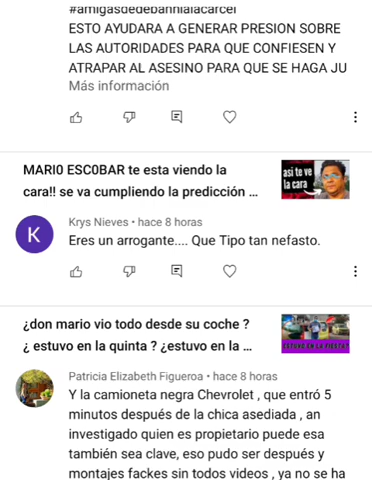 #amigasdedebannialacarcel
ESTO AYUDARA A GENERAR PRESION SOBRE
LAS AUTORIDADES PARA QUE CONFIESEN Y
ATRAPAR AL ASESINO PARA QUE SE HAGA JU
Más información
MARI0 ESC0BAR te esta viendo la
cara!! se va cumpliendo la predicción ...
asi te ve
la cara
K
Krys Nieves • hace 8 horas
Eres un arrogante.... Que Tipo tan nefasto.
¿don mario vio todo desde su coche ?
¿ estuvo en la quinta ? ¿estuvo en la ...
ESTUVO EN LA FIESTA?
Patricia Elizabeth Figueroa • hace 8 horas
Y la camioneta negra Chevrolet , que entró 5
minutos después de la chica asediada , an
investigado quien es propietario puede esa
también sea clave, eso pudo ser después y
montajes fackes sin todos videos , ya no se ha